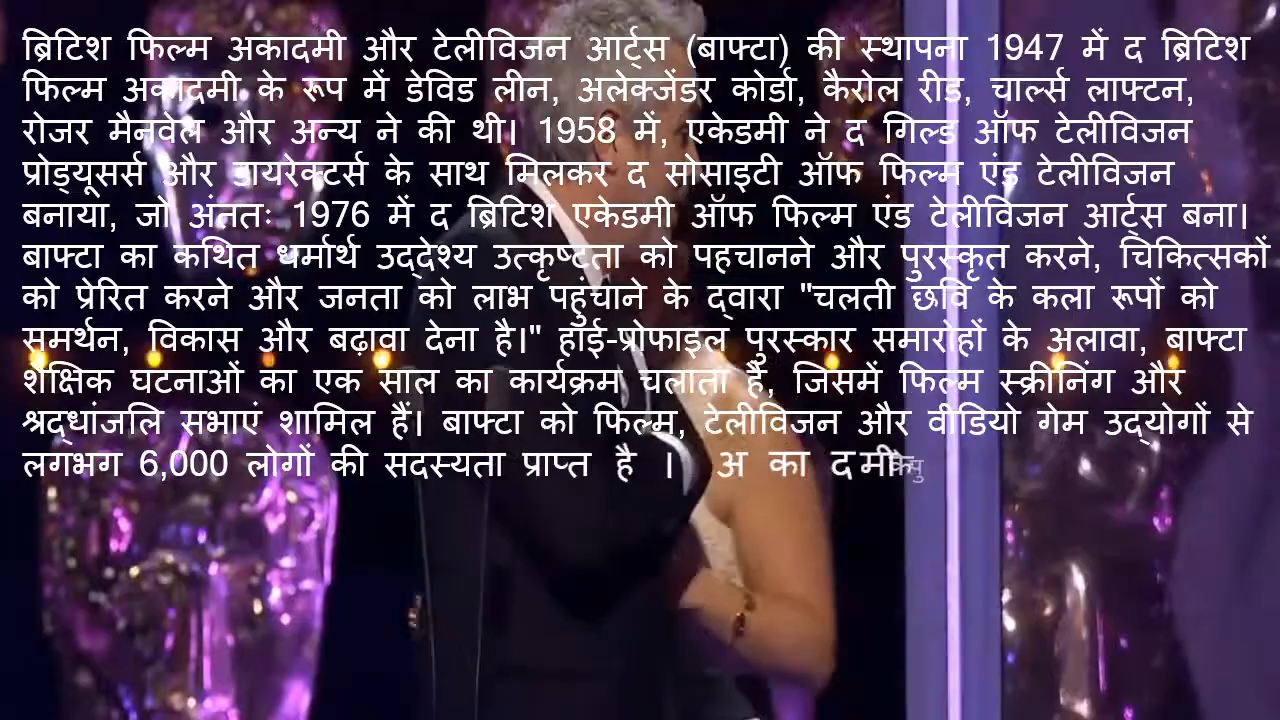 ब्रिटिश फिल्म अकादमी और टेलीविजन आर्ट्स (बाफ्टा) की स्थापना 1947 में द ब्रिटिश
फिल्म अकादमी के रूप में डेविड लीन, अलेक्जेंडर कोर्डा, कैरोल रीड, चार्ल्स लाफ्टन,
रोजर मैनवेल और अन्य ने की थी। 1958 में, एकेडमी ने द गिल्ड ऑफ टेलीविजन
प्रोड्यूसर्स और डायरेक्टर्स के साथ मिलकर द सोसाइटी ऑफ फिल्म एंड टेलीविजन
बनाया, जो अंततः 1976 में द ब्रिटिश एकेडमी ऑफ फिल्म एंड टेलीविजन आर्ट्स बना।
बाफ्टा का कथित धर्मार्थ उद्देश्य उत्कृष्टता को पहचानने और पुरस्कृत करने, चिकित्सकों
को प्रेरित करने और जनता को लाभ पहुंचाने के द्वारा "चलती छवि के कला रूपों को
समर्थन, विकास और बढ़ावा देना है।" हाई-प्रोफाइल पुरस्कार समारोहों के अलावा, बाफ्टा
शैक्षिक घटनाओं का एक साल का कार्यक्रम चलाता है, जिसमें फिल्म स्क्रीनिंग और
श्रद्धांजलि सभाएं शामिल हैं। बाफ्टा को फिल्म, टेलीविजन और वीडियो गेम उद्योगों से
लगभग 6,000 लोगों की सदस्यता प्राप्त है । अकादमी